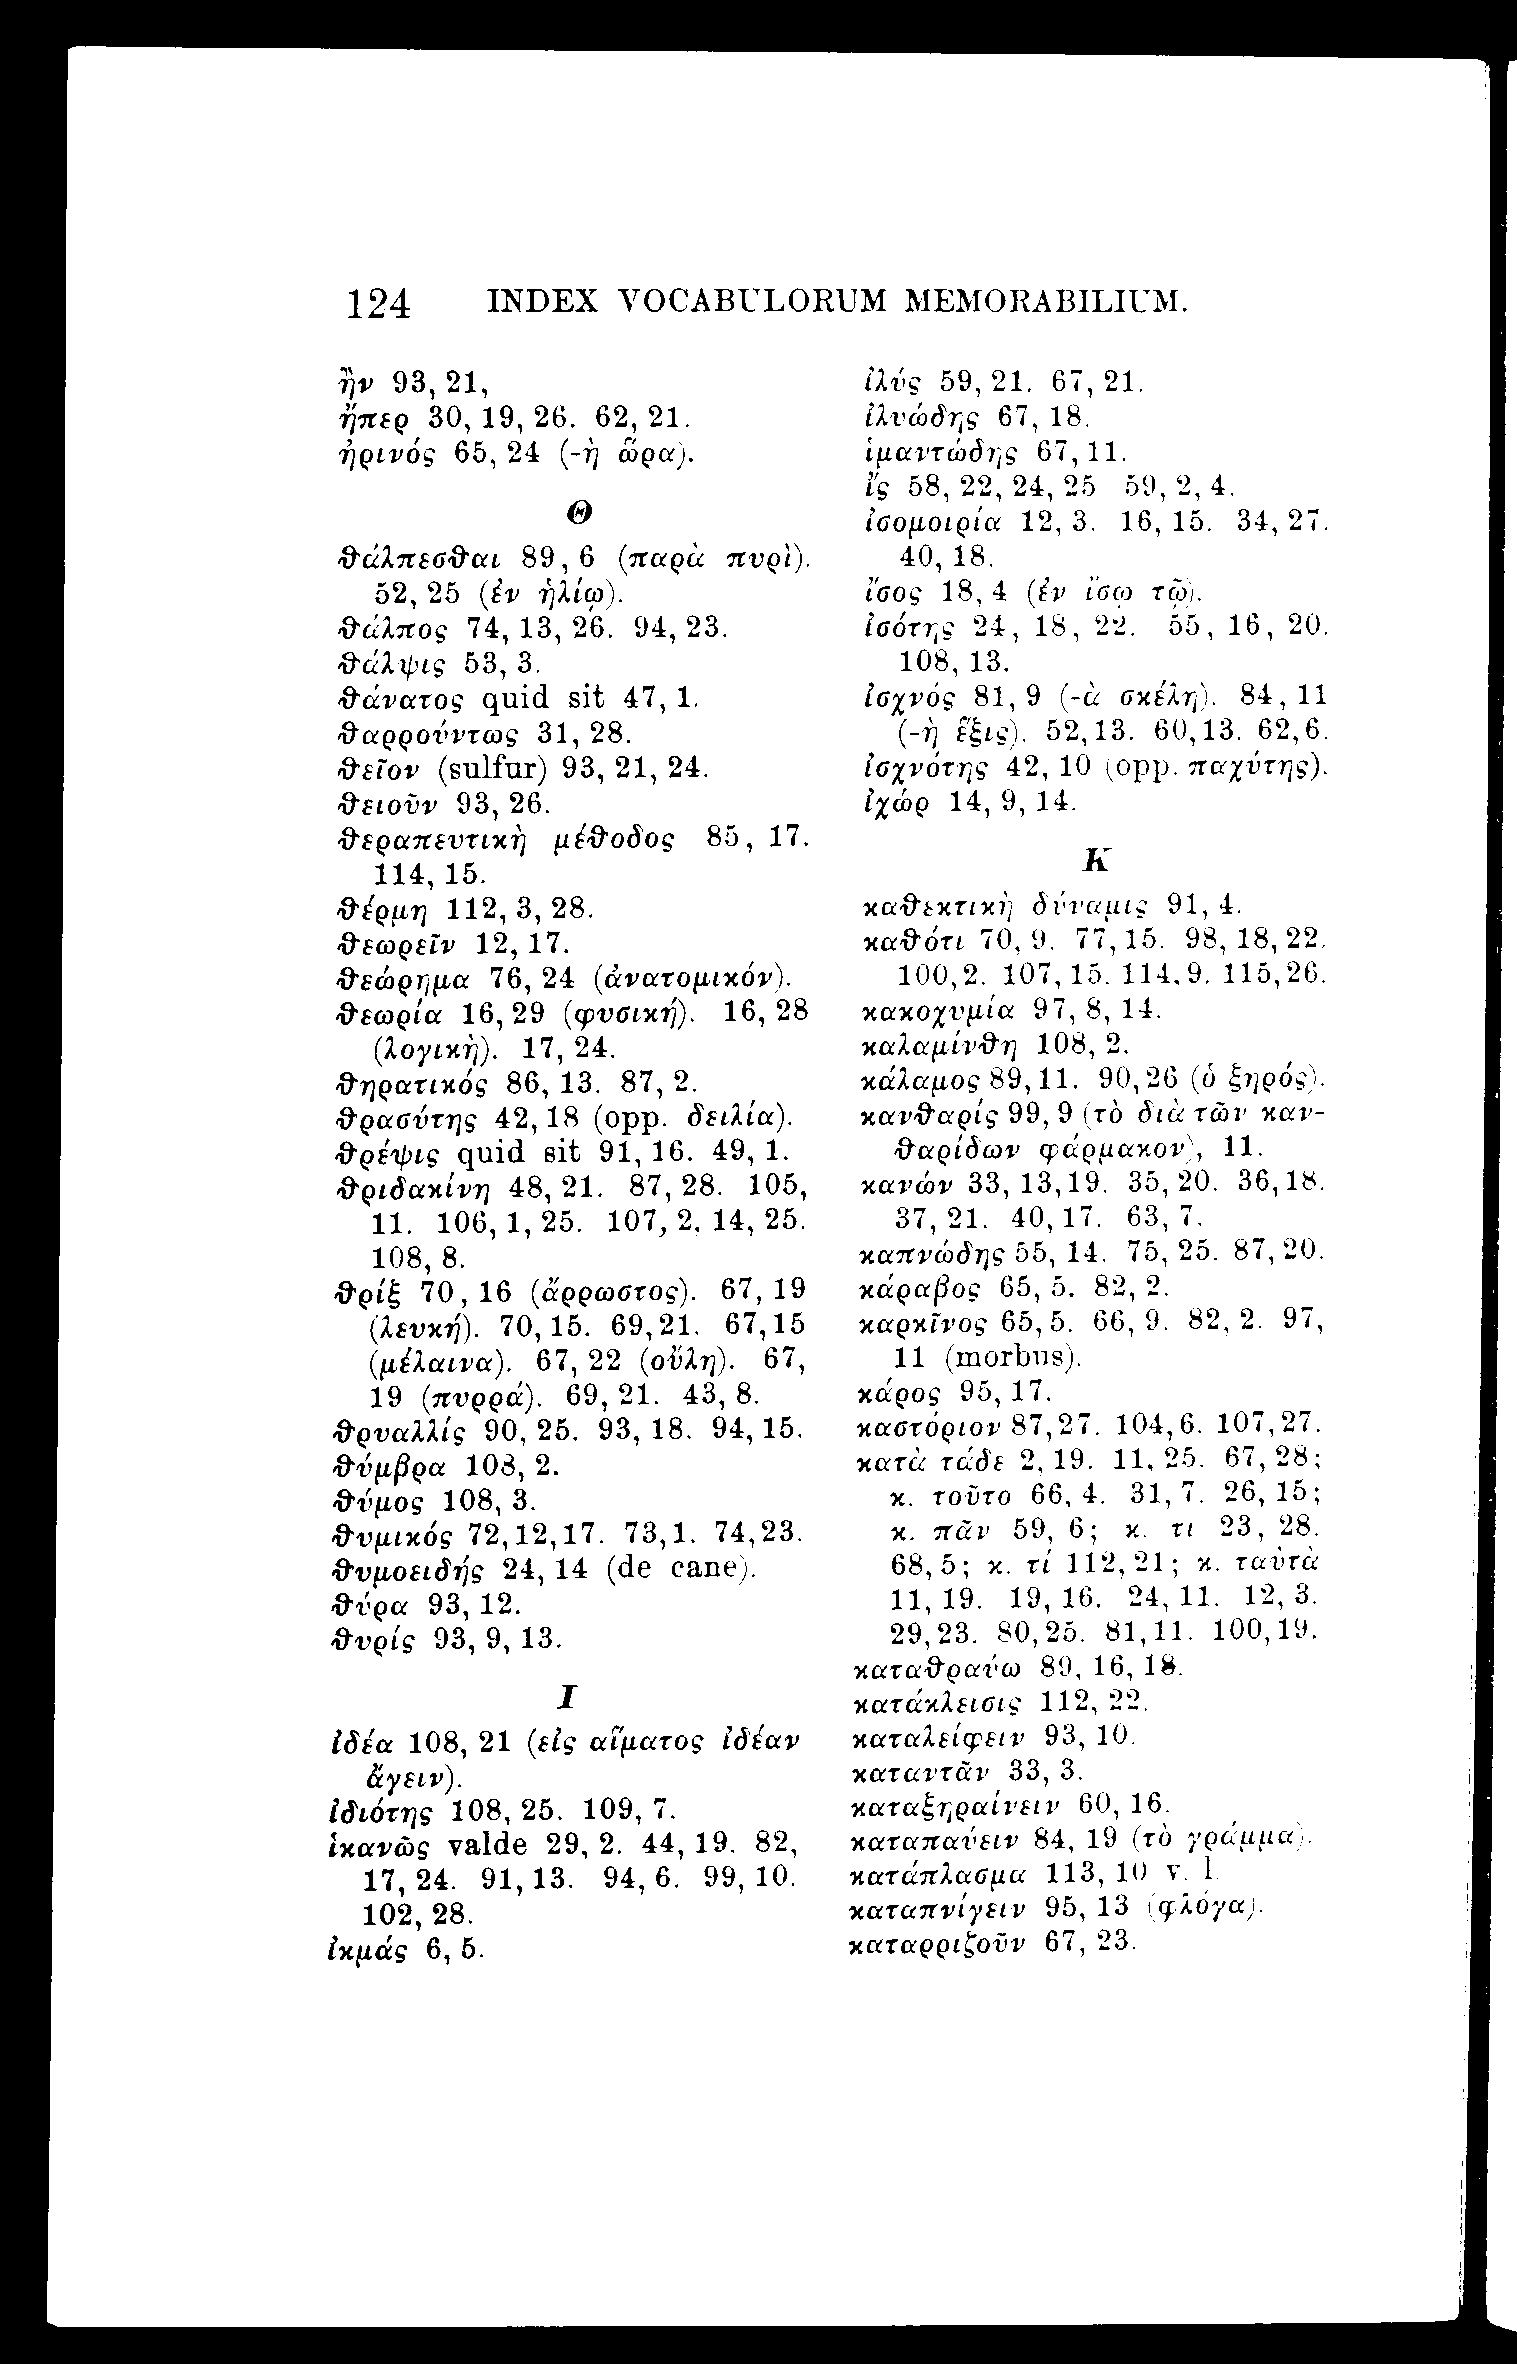 124 INDEX VOCABULORUM MEMORABILIUM.
ἢν 93, 21,
ἤπερ 30, 19, 26. 62, 21.
ἠρινός 65, 24 (-ὴ ὥρα).
Θ
θάλπεσθαι 89, 6 (παρὰ πυρὶ).
52, 25 (ἐν ἡλίῳ).
θάλπος 74, 13, 26. 94, 23.
θάλψις 53, 3.
θάνατος quid sit 47, 1.
θαρρούντως 31, 28.
θεῖον (sulfur) 93, 21, 24.
θειοῦν 93, 26.
θεραπευτικὴ μέθοδος 85, 17.
114, 15.
θέρμη 112, 3, 28.
θεωρεῖν 12, 17.
θεώρημα 76, 24 (ἀνατομικόν).
θεωρία 16, 29 (φυσική). 16, 28
(λογικὴ). 17, 24.
θηρατικός 86, 13. 87, 2.
θρασύτης 42, 18 (opp. δειλία).
θρέψις quid sit 91, 16. 49, 1.
θριδακίνη 48, 21. 87, 28. 105,
11. 106, 1, 25. 107, 2, 14, 25.
108, 8.
θρίξ 70, 16 (ἄρρωστος). 67, 19
(λευκή). 70, 15. 69, 21. 67, 15
(μέλαινα). 67, 22 (οὔλη). 67,
19 (πυρρά). 69, 21. 43, 8.
θρυαλλίς 90, 25. 93, 18. 94, 15.
θύμβρα 108, 2.
θύμος 108, 3.
θυμικός 72, 12, 17. 73, 1. 74, 23.
θυμοειδής 24, 14 (de cane).
θύρα 93, 12.
θυρίς 93, 9, 13.
I
ἰδέα 108, 21 (εἰς αἵματος ἰδέαν
ἄγειν).
ἰδιότης 108, 25. 109, 7.
ἱκανῶς valde 29, 2. 44, 19. 82,
17, 24. 91, 13. 94, 6. 99, 10.
102, 28.
ἰκμάς 6, 5.
ἰλύς 59, 21. 67, 21.
ἰλυώδης 67, 18.
ἱμαντώδης 67, 11.
ἴς 58, 22, 24, 25 59, 2, 4.
ἰσομοιρία 12, 3. 16, 15. 34, 27.
40, 18.
ἴσος 18, 4 (ἐν ἴσῳ τῷ).
ἰσότης 24, 18, 22. 55, 16, 20.
108, 13.
ἰσχνός 81, 9 (-ὰ σκέλη). 84, 11
(-ὴ ἕξις). 52, 13. 60, 13. 62, 6.
ἰσχνότης 42, 10 (opp. παχύτης).
ἰχώρ 14, 9, 14.
K
καθεκτικὴ δύναμις 91, 4.
καθότι 70, 9. 77, 15. 98, 18, 22.
100, 2. 107, 15. 114, 9. 115, 26.
κακοχυμία 97, 8, 14.
καλαμίνθη 108, 2.
κάλαμος 89, 11. 90, 26 (ὁ ξηρός).
κανθαρίς 99, 9 (τὸ διὰ τῶν καν-
θαρίδων φάρμακον), 11.
κανών 33, 13, 19. 35, 20. 36, 18.
37, 21. 40, 17. 63, 7.
καπνώδης 55, 14. 75, 25. 87, 20.
κάραβος 65, 5. 82, 2.
καρκῖνος 65, 5. 66, 9. 82, 2. 97,
11 (morbus).
κάρος 95, 17.
καστόριον 87, 27. 104, 6. 107, 27.
κατὰ τάδε 2, 19. 11, 25. 67, 28;
κ. τοῦτο 66, 4. 31, 7. 26, 15;
κ. πᾶν 59, 6; κ. τι 23, 28.
68, 5; κ. τί 112, 21; κ. ταὐτὰ
11, 19. 19, 16. 24, 11. 12, 3.
29, 23. 80, 25. 81, 11. 100, 19.
καταθραύω 89, 16, 18.
κατάκλεισις 112, 22.
καταλείφειν 93, 10.
καταντᾶν 33, 3.
καταξηραίνειν 60, 16.
καταπαύειν 84, 19 (τὸ γράμμα).
κατάπλασμα 113, 10 v. l.
καταπνίγειν 95, 13 (φλόγα).
καταρριζοῦν 67, 23.